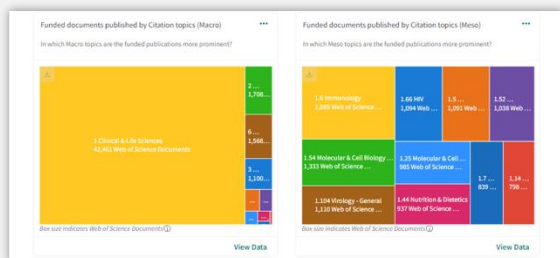 Funded documents published by Citation topics (Macro)
In which Macro topics are the funded publications more prominent?
1 Clinical & Life Sciences
42,461 Web of Science Documents
2 ...
1,708...
6 ...
1,568...
3 ...
1,100...
...
...
Box size indicates Web of Science Documents
View Data
Funded documents published by Citation topics (Meso)
In which Meso topics are the funded publications more prominent?
1.6 Immunology
Web of Science ...
1.66 HIV
1,094 Web ...
1.5 ...
1,091 Web ...
1.52 ...
1,038 Web ...
1.54 Molecular & Cell Biology ...
1,333 Web of Science ...
1.25 Molecular & Cell ...
985 Web of Science ...
1.7 ...
839 ...
1.14 ...
798 ...
1.104 Virology - General
1,110 Web of Science ...
1.44 Nutrition & Dietetics
937 Web of Science ...
Box size indicates Web of Science Documents
View Data